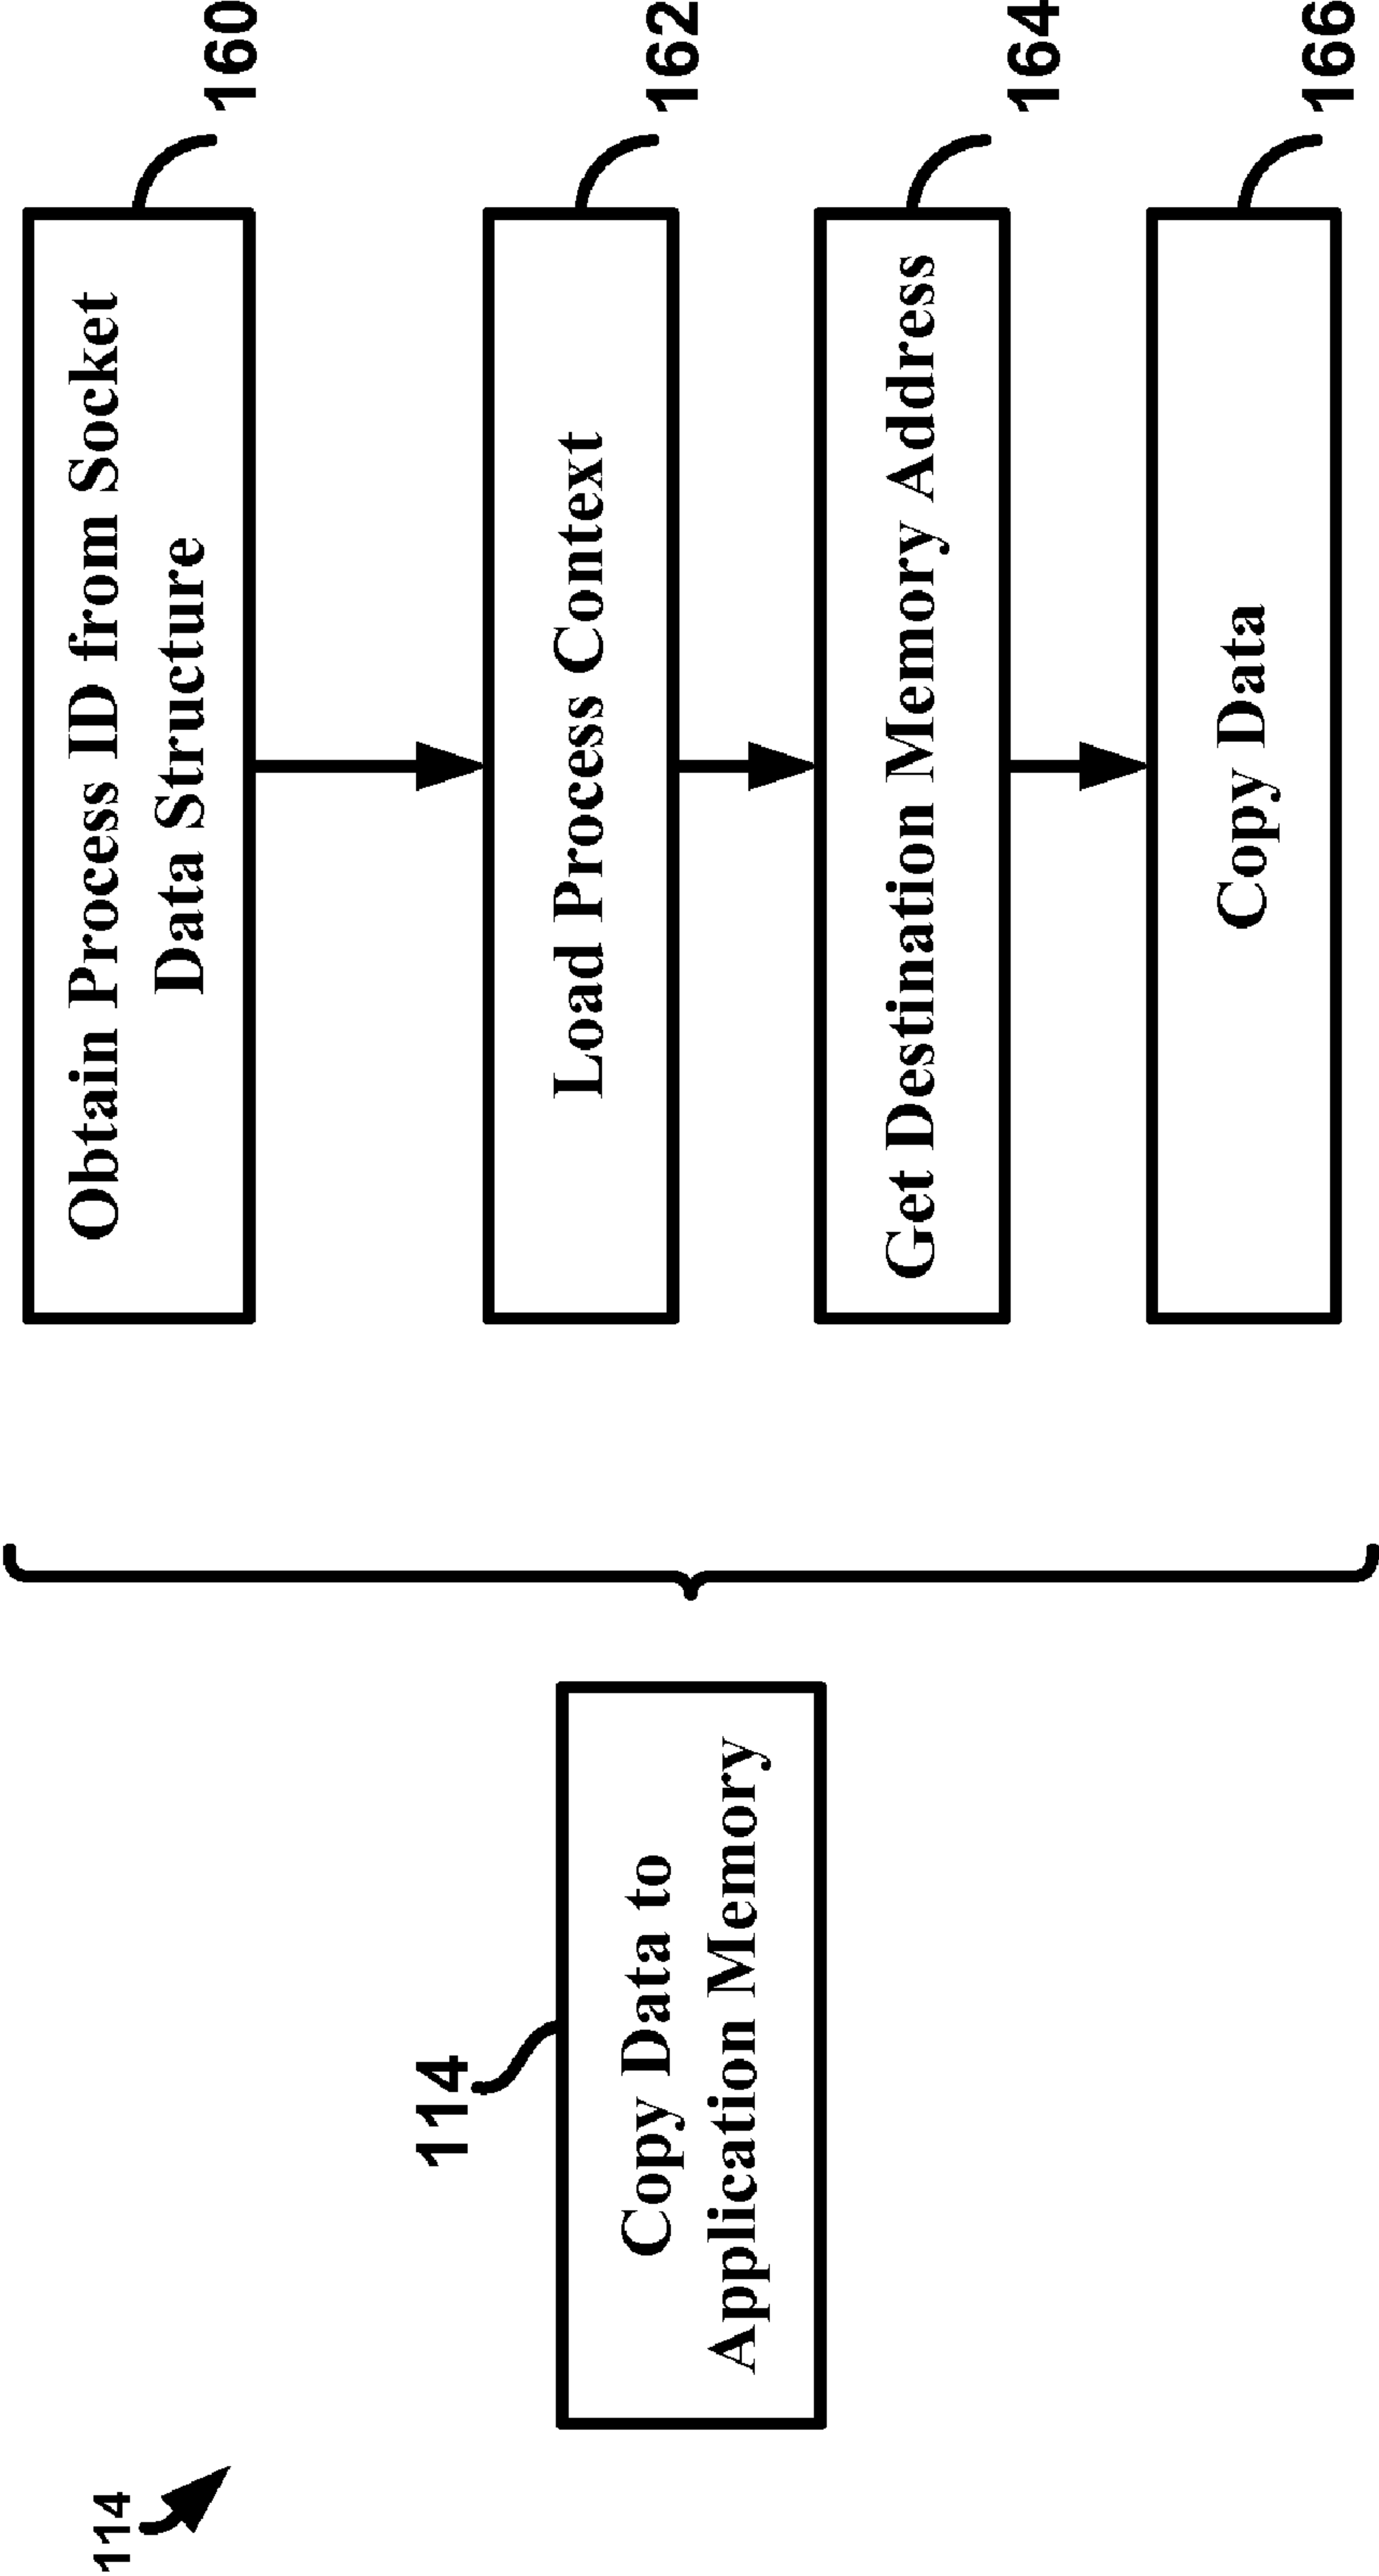 114
114
Copy Data to
Application Memory
Obtain Process ID from Socket
Data Structure
160
Load Process Context
162
Get Destination Memory Address
164
Copy Data
166